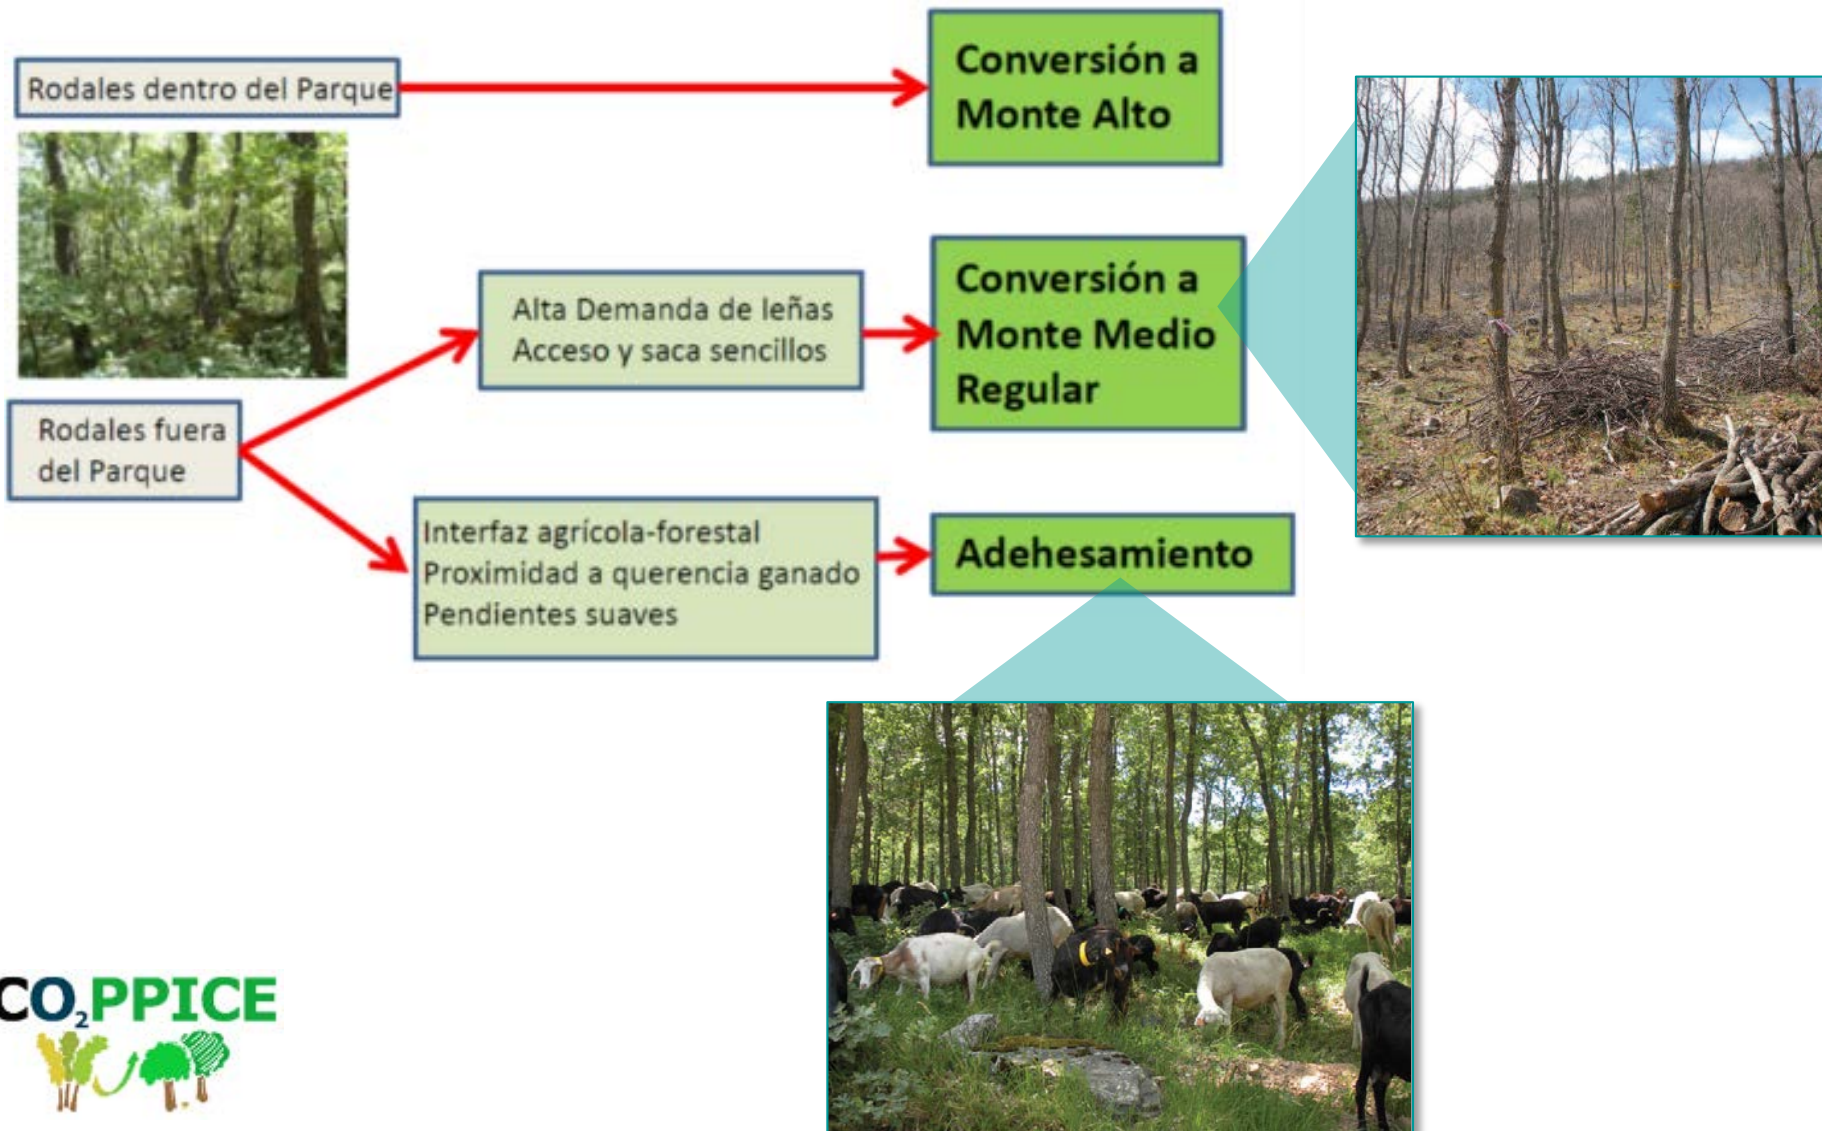 Rodales dentro del Parque
Conversión a
Monte Alto
Rodales fuera
del Parque
Alta Demanda de leñas
Acceso y saca sencillos
Conversión a
Monte Medio
Regular
Interfaz agrícola-forestal
Proximidad a querencia ganado
Pendientes suaves
Adehesamiento
CO₂PPICE